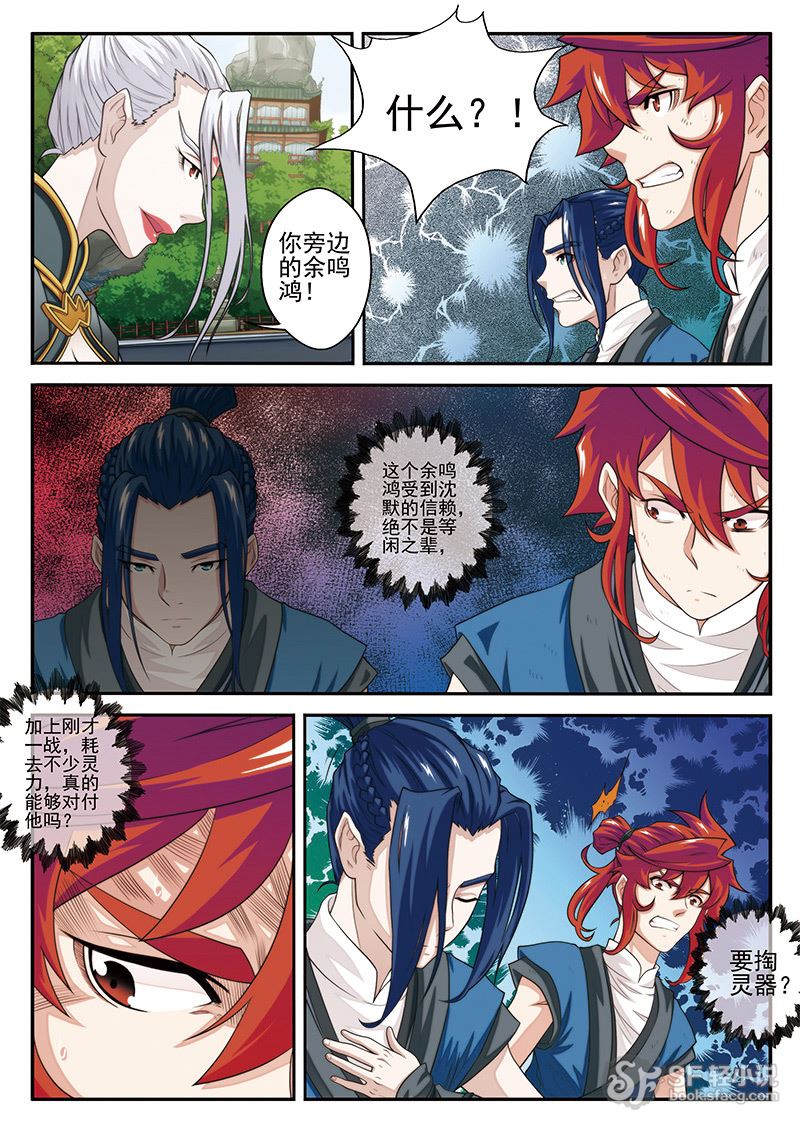 你旁边
的余鸣
鸿！
什么？！
这个余鸣
鸿受到沈
默的信赖，
绝不是等
闲之辈，
加上刚才
一战，耗
去不少灵
力，真的
能够对付
他吗？
要掏
灵器？
SF轻小说
book.sfacg.com